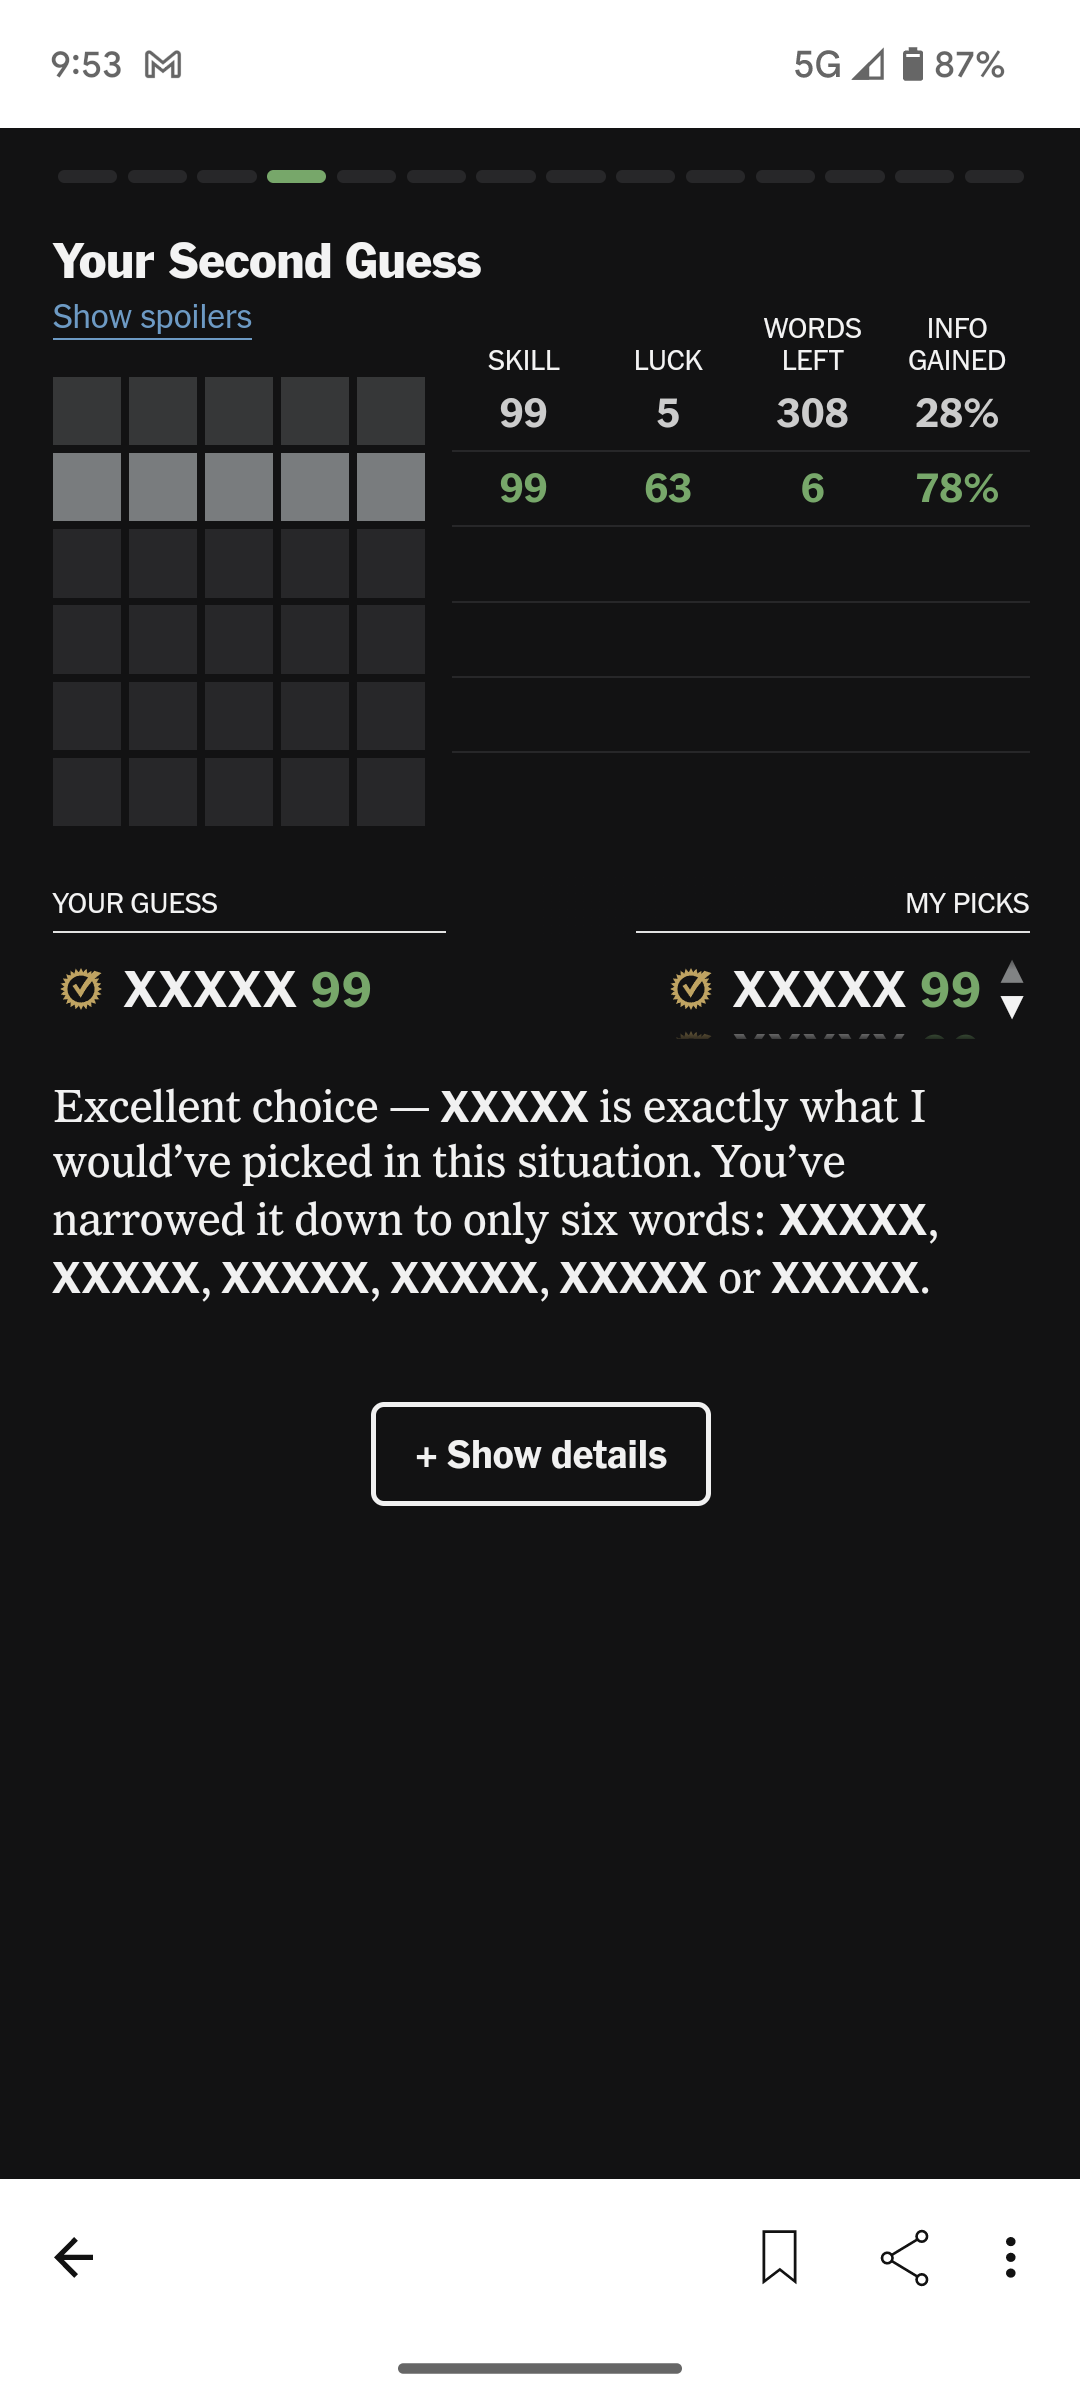 9:53 5G 87%
Your Second Guess
Show spoilers
SKILL LUCK WORDS LEFT INFO GAINED
99 5 308 28%
99 63 6 78%
YOUR GUESS MY PICKS
XXXXX 99 XXXXX 99
Excellent choice — XXXXX is exactly what I
would’ve picked in this situation. You’ve
narrowed it down to only six words: XXXXX,
XXXXX, XXXXX, XXXXX, XXXXX or XXXXX.
+ Show details